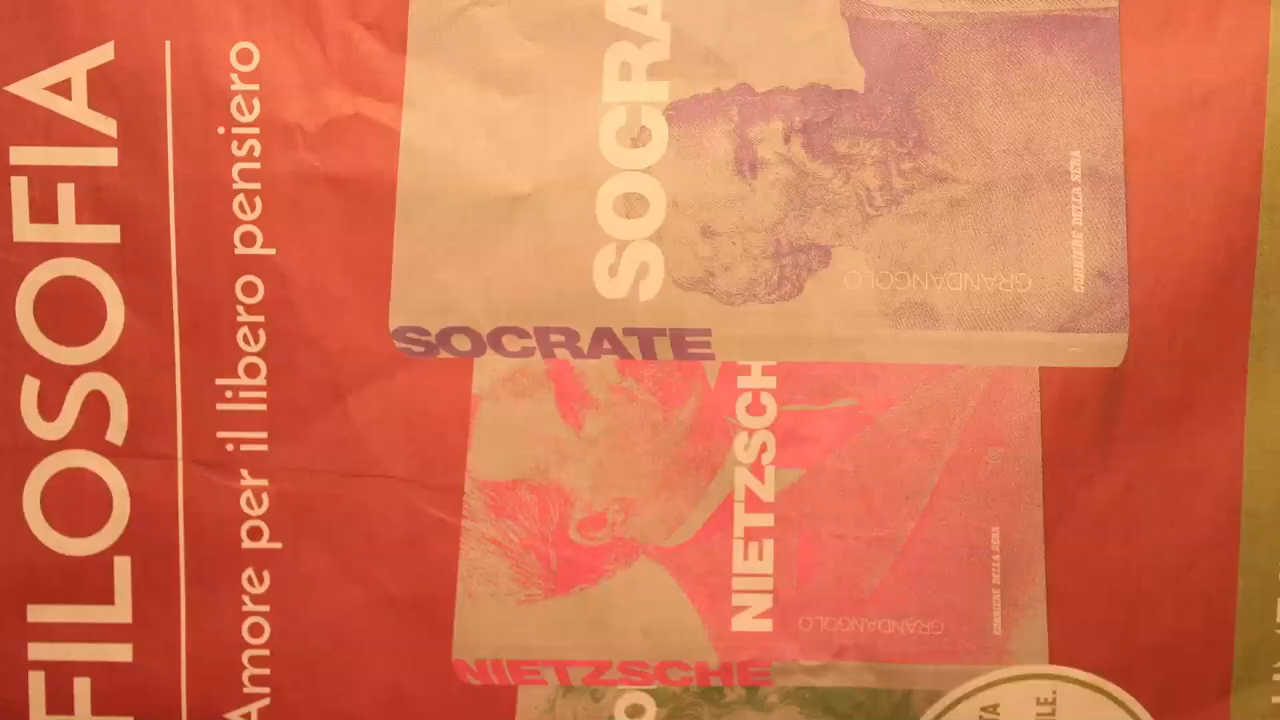 FILOSOFIA
Amore per il libero pensiero
SOCRA
GRANDANGOLO
CORRIERE DELLA SERA
SOCRATE
NIETZSCH
GRANDANGOLO
CORRIERE DELLA SERA
NIETZSCHE